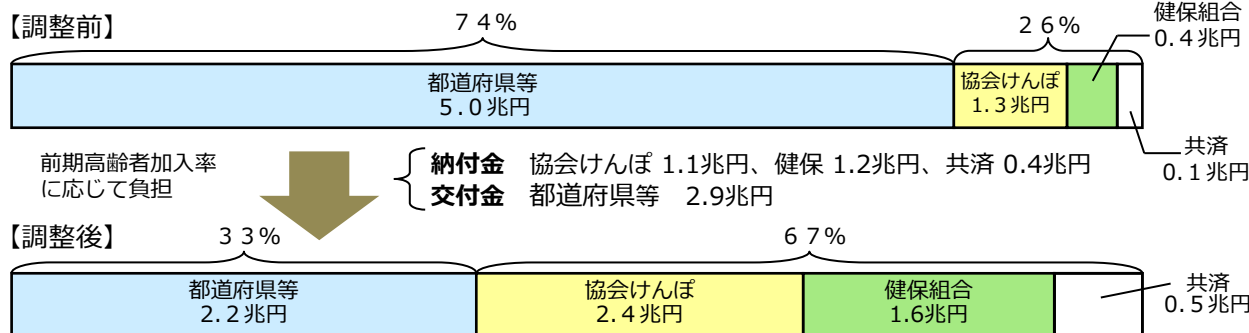 【調整前】
７４%
２６%
健保組合
０.４兆円
都道府県等
５.０兆円
協会けんぽ
１.３兆円
共済
０.１兆円
前期高齢者加入率
に応じて負担
納付金 協会けんぽ 1.1兆円、健保 1.2兆円、共済 0.4兆円
交付金 都道府県等 2.9兆円
【調整後】
３３%
６７%
都道府県等
２.２兆円
協会けんぽ
２.４兆円
健保組合
1.6兆円
共済
０.５兆円